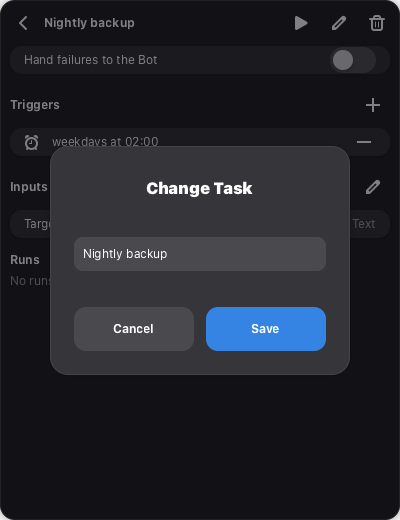 Nightly backup
Hand failures to the Bot
Triggers
weekdays at 02:00
Inputs
Text
Runs
No runs
Change Task
Nightly backup
Cancel
Save